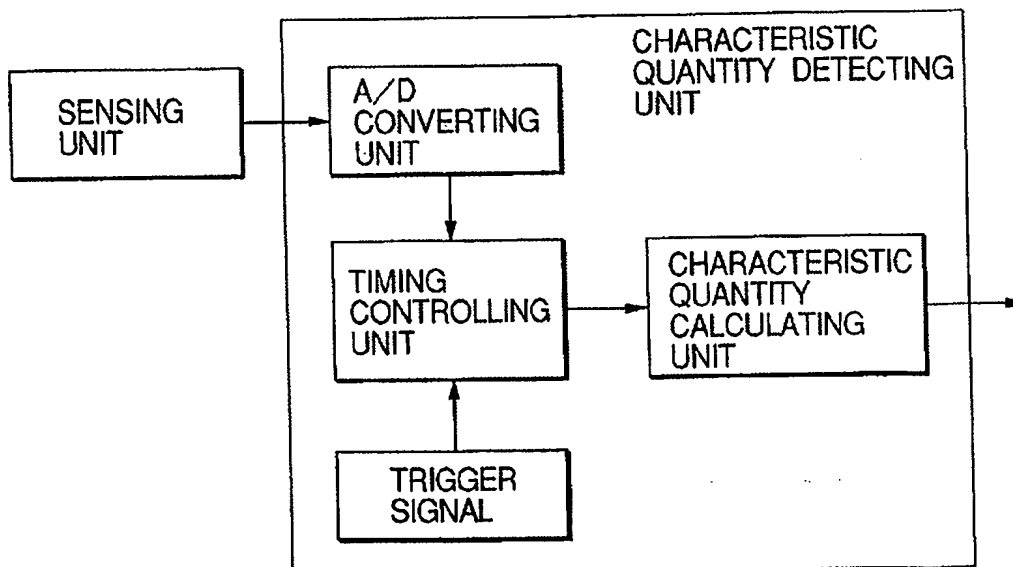 CHARACTERISTIC
QUANTITY DETECTING
UNIT
SENSING
UNIT
A/D
CONVERTING
UNIT
TIMING
CONTROLLING
UNIT
CHARACTERISTIC
QUANTITY
CALCULATING
UNIT
TRIGGER
SIGNAL